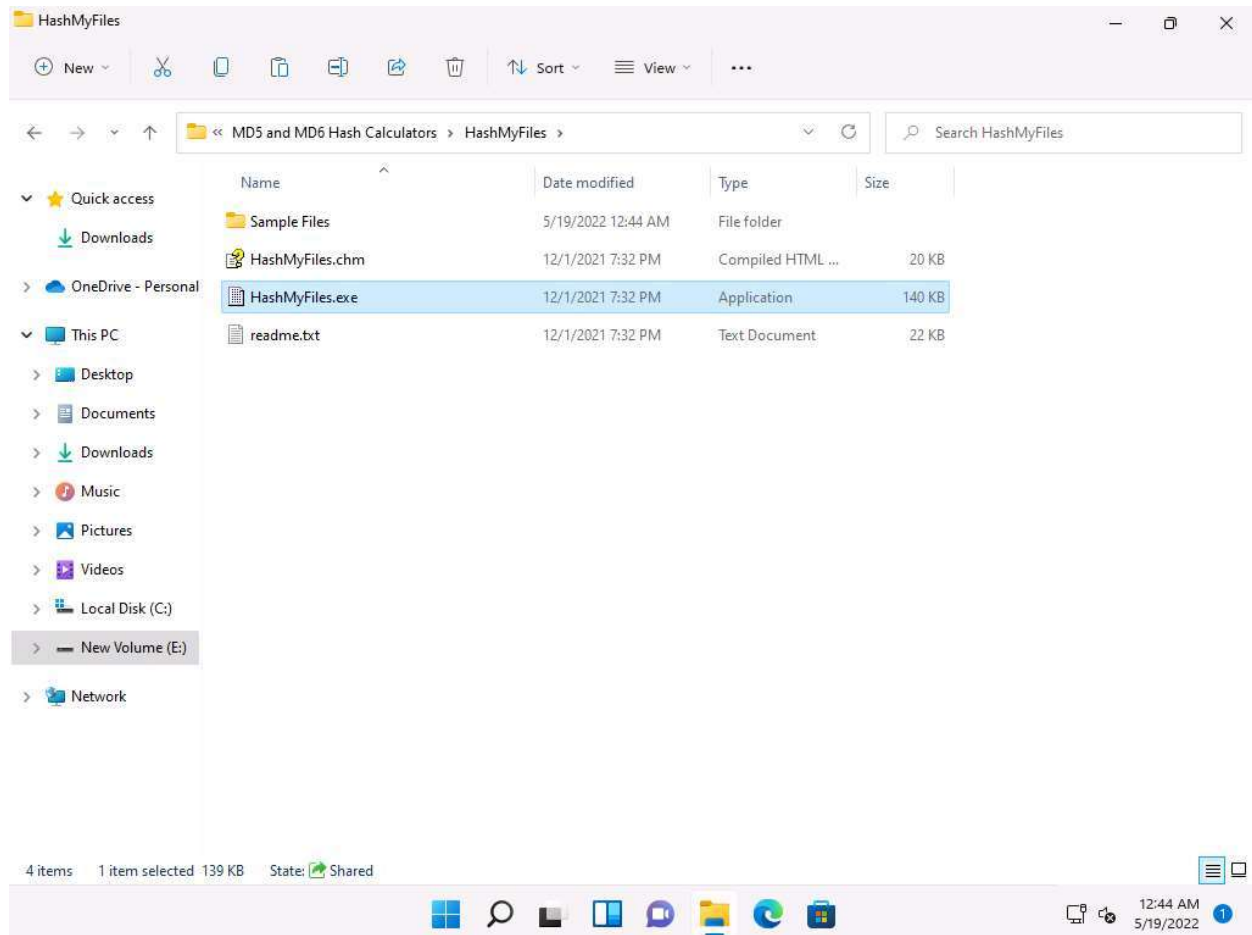 HashMyFiles
New
Sort
View
« MD5 and MD6 Hash Calculators > HashMyFiles >
Search HashMyFiles
Name Date modified Type Size
Quick access
Downloads
OneDrive - Personal
This PC
Desktop
Documents
Downloads
Music
Pictures
Videos
Local Disk (C:)
New Volume (E:)
Network
Sample Files 5/19/2022 12:44 AM File folder
HashMyFiles.chm 12/1/2021 7:32 PM Compiled HTML ... 20 KB
HashMyFiles.exe 12/1/2021 7:32 PM Application 140 KB
readme.txt 12/1/2021 7:32 PM Text Document 22 KB
4 items 1 item selected 139 KB State: Shared
12:44 AM
5/19/2022
1